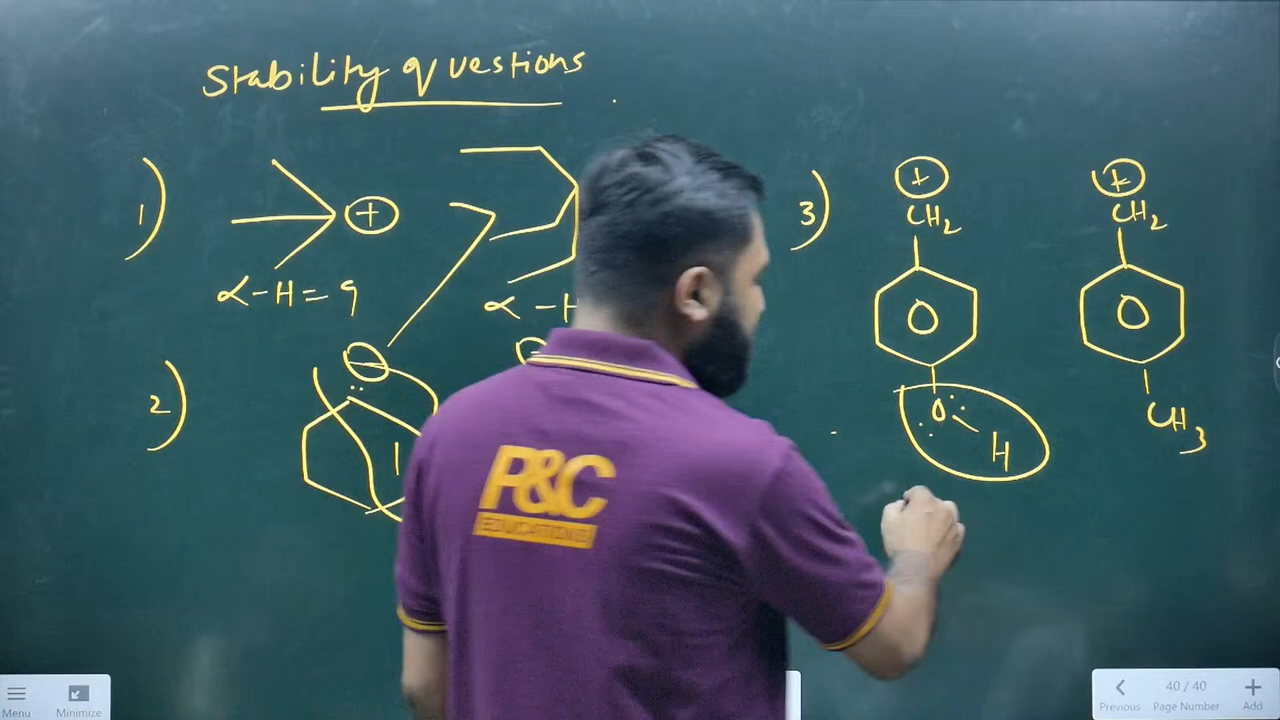 Stability questions
1)
+
α-H = 9
α-H
2)
3)
+
CH2
O
O
H
+
CH2
O
CH3
P&C
EDUCATIONS
Menu
Minimize
Previous
40 / 40
Page Number
Add